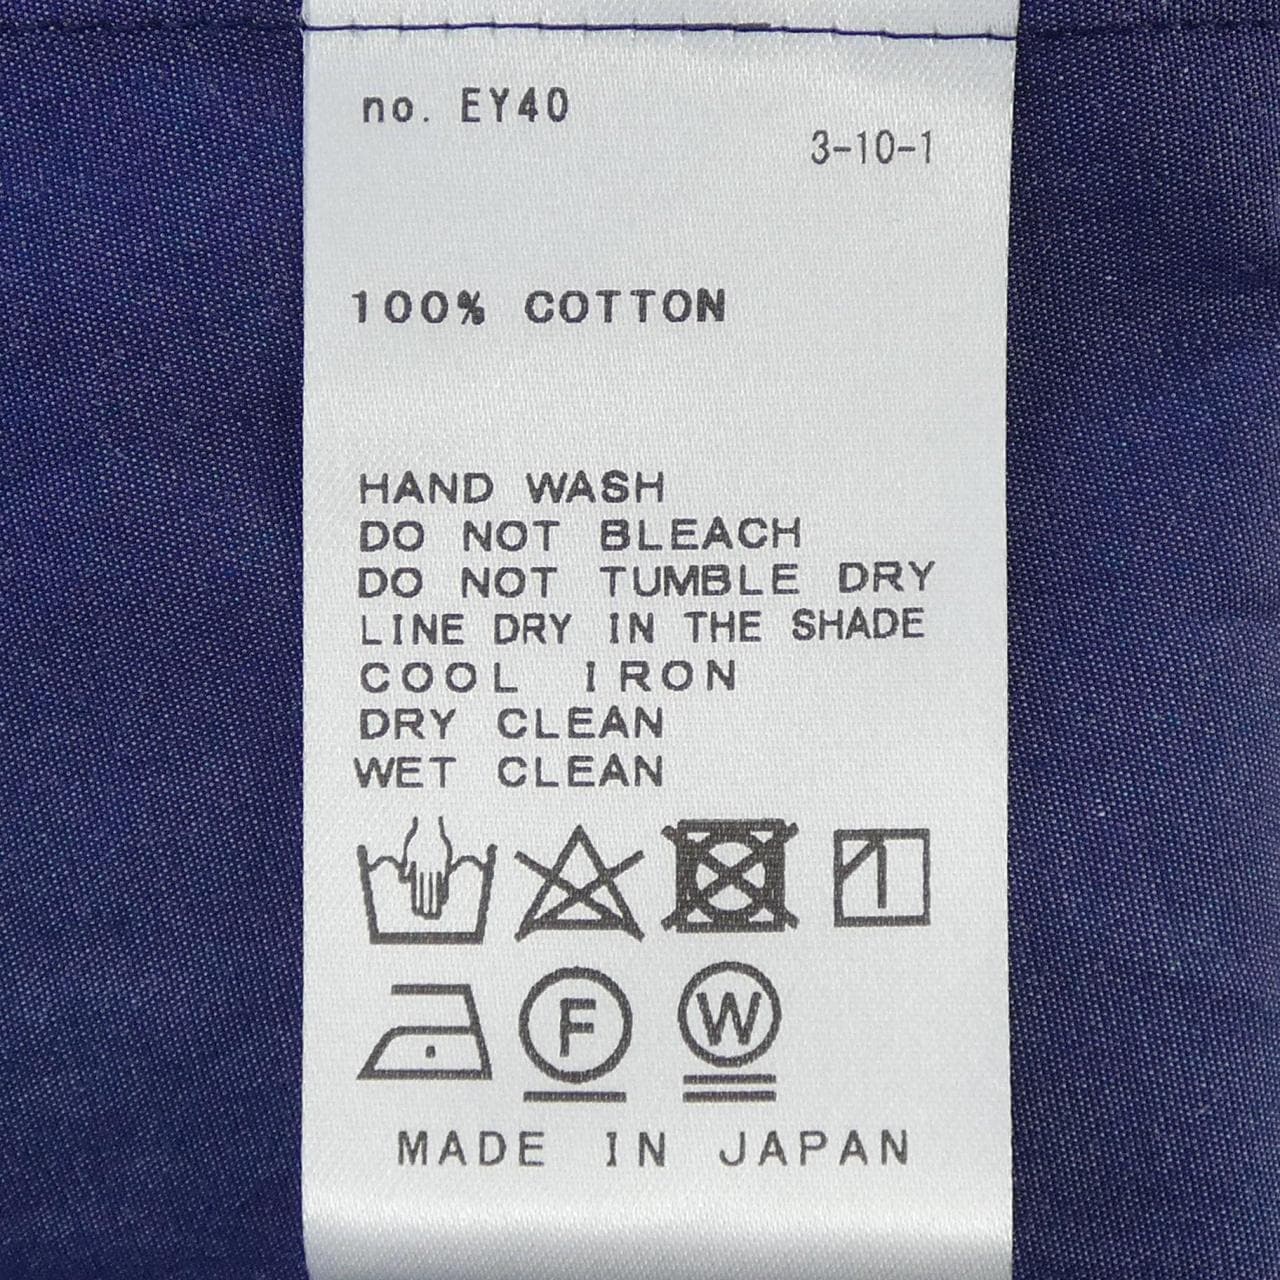 no. EY40
3-10-1
100% COTTON
HAND WASH
DO NOT BLEACH
DO NOT TUMBLE DRY
LINE DRY IN THE SHADE
COOL IRON
DRY CLEAN
WET CLEAN
F
W
MADE IN JAPAN